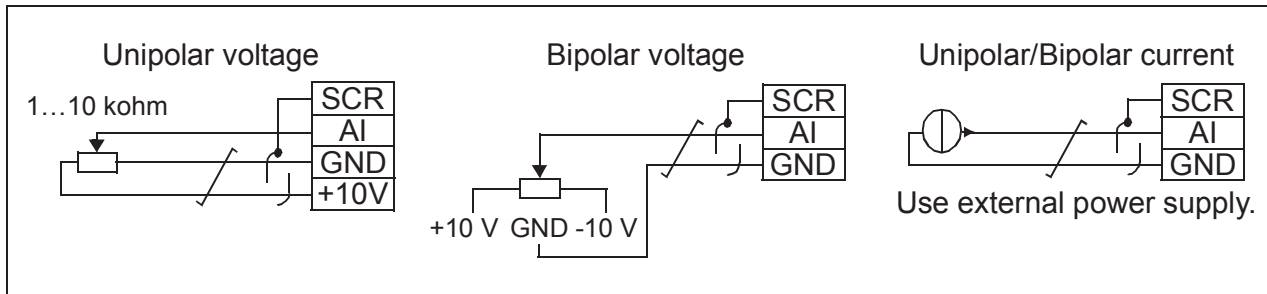 Unipolar voltage
1…10 kohm
SCR
AI
GND
+10V
Bipolar voltage
SCR
AI
GND
+10 V GND -10 V
Unipolar/Bipolar current
SCR
AI
GND
Use external power supply.